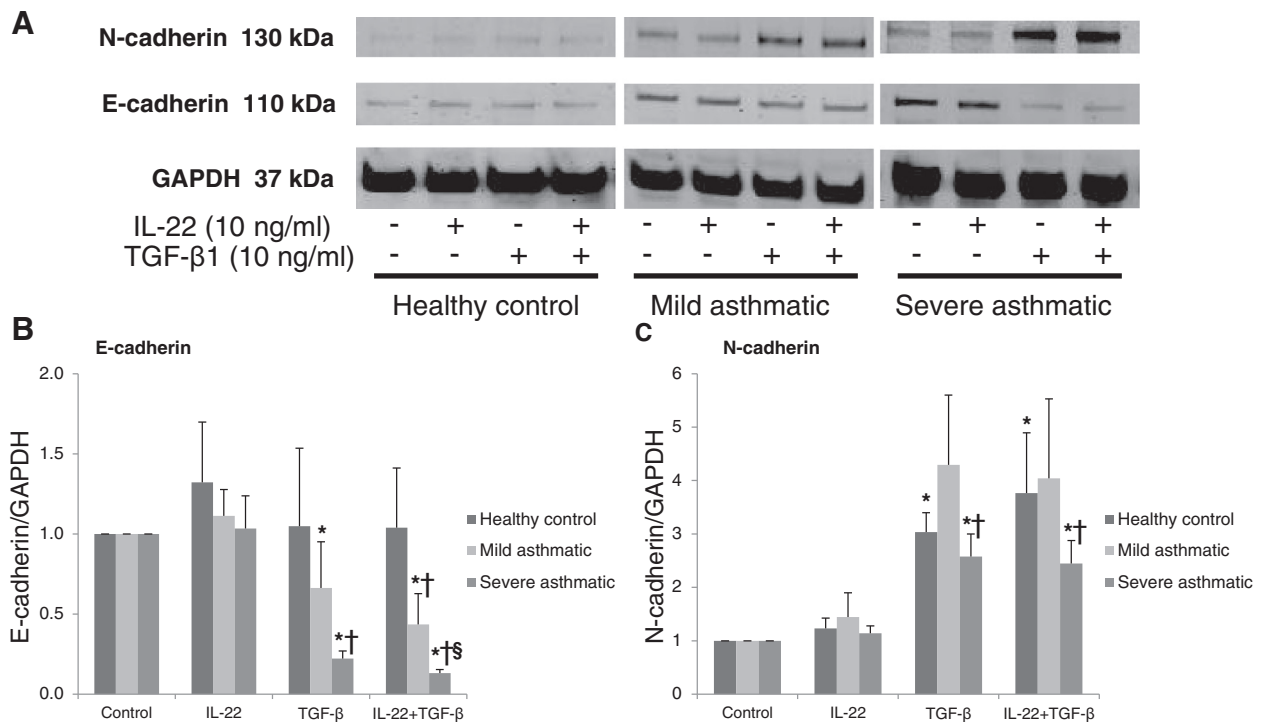 A
N-cadherin 130 kDa
E-cadherin 110 kDa
GAPDH 37 kDa
IL-22 (10 ng/ml) - + - + - + - + - + - +
TGF-β1 (10 ng/ml) - - + + - - + + - - + +
Healthy control Mild asthmatic Severe asthmatic
B
E-cadherin
E-cadherin/GAPDH
2.0
1.5
1.0
0.5
0.0
*
*†
*†
*†§
Control IL-22 TGF-β IL-22+TGF-β
Healthy control
Mild asthmatic
Severe asthmatic
C
N-cadherin
N-cadherin/GAPDH
6
5
4
3
2
1
0
*
*†
*
*†
Control IL-22 TGF-β IL-22+TGF-β
Healthy control
Mild asthmatic
Severe asthmatic